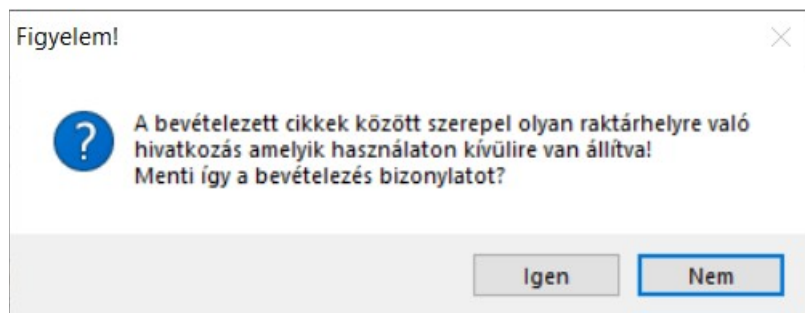 Figyelem!
A bevételezett cikkek között szerepel olyan raktárhelyre való
hivatkozás amelyik használaton kívülire van állítva!
Menti így a bevételezés bizonylatot?
Igen
Nem